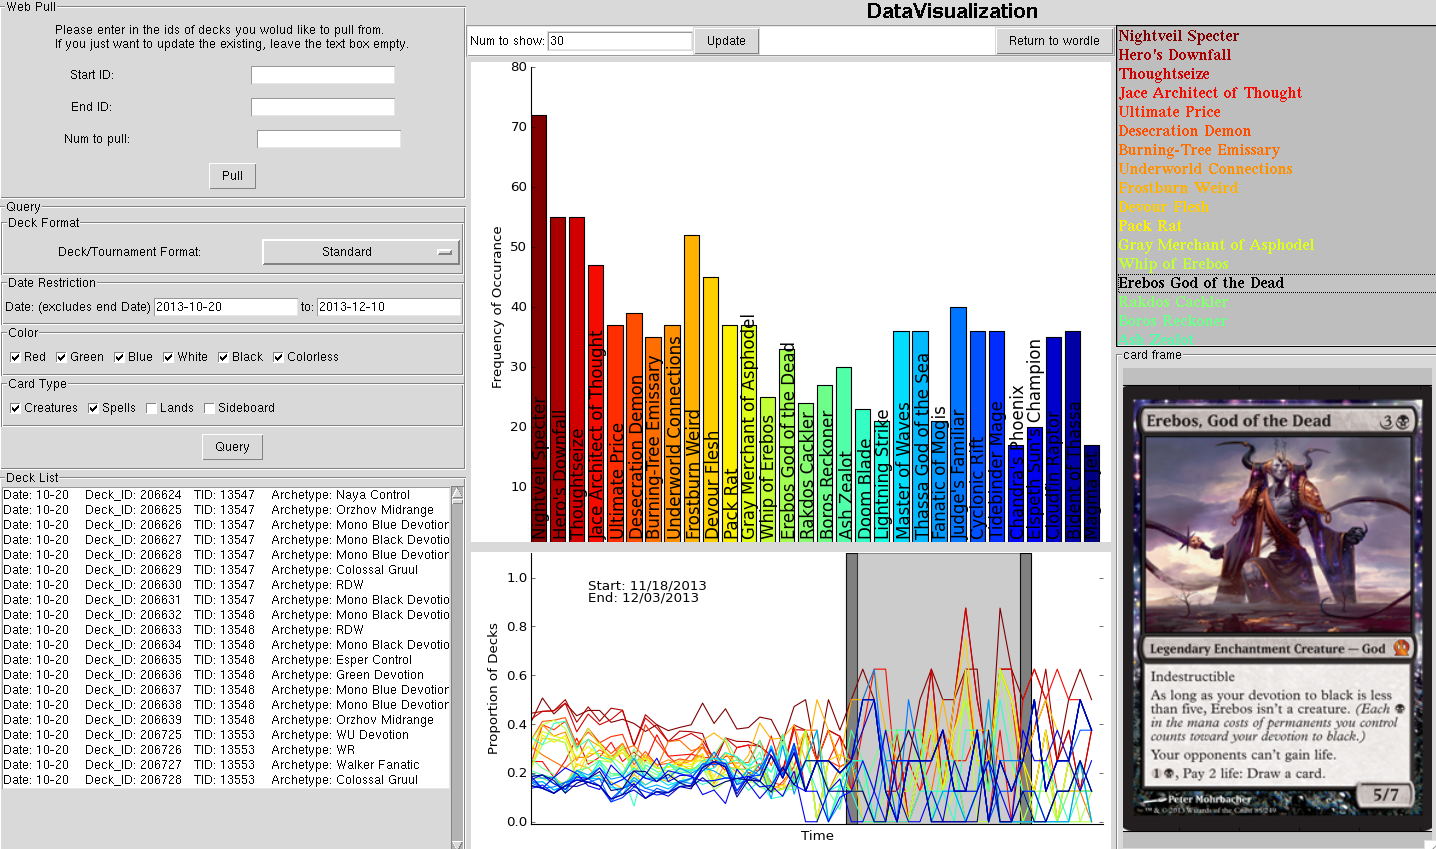 DataVisualization
Web Pull
Please enter in the ids of decks you wolud like to pull from.
If you just want to update the existing, leave the text box empty.
Start ID:
End ID:
Num to pull:
Pull
Query
Deck Format
Deck/Tournament Format:
Standard
Date Restriction
Date: (excludes end Date) 2013-10-20 to: 2013-12-10
Color
Red Green Blue White Black Colorless
Card Type
Creatures Spells Lands Sideboard
Query
Deck List
Date: 10-20 Deck_ID: 206624 TID: 13547 Archetype: Naya Control
Date: 10-20 Deck_ID: 206625 TID: 13547 Archetype: Orzhov Midrange
Date: 10-20 Deck_ID: 206626 TID: 13547 Archetype: Mono Blue Devotion
Date: 10-20 Deck_ID: 206627 TID: 13547 Archetype: Mono Black Devotio
Date: 10-20 Deck_ID: 206628 TID: 13547 Archetype: Mono Blue Devotion
Date: 10-20 Deck_ID: 206629 TID: 13547 Archetype: Colossal Gruul
Date: 10-20 Deck_ID: 206630 TID: 13547 Archetype: RDW
Date: 10-20 Deck_ID: 206631 TID: 13547 Archetype: Mono Black Devotio
Date: 10-20 Deck_ID: 206632 TID: 13548 Archetype: Mono Blue Devotion
Date: 10-20 Deck_ID: 206633 TID: 13548 Archetype: RDW
Date: 10-20 Deck_ID: 206634 TID: 13548 Archetype: Mono Black Devotio
Date: 10-20 Deck_ID: 206635 TID: 13548 Archetype: Esper Control
Date: 10-20 Deck_ID: 206636 TID: 13548 Archetype: Green Devotion
Date: 10-20 Deck_ID: 206637 TID: 13548 Archetype: Mono Blue Devotion
Date: 10-20 Deck_ID: 206638 TID: 13548 Archetype: Mono Blue Devotion
Date: 10-20 Deck_ID: 206639 TID: 13548 Archetype: Orzhov Midrange
Date: 10-20 Deck_ID: 206725 TID: 13553 Archetype: WU Devotion
Date: 10-20 Deck_ID: 206726 TID: 13553 Archetype: WR
Date: 10-20 Deck_ID: 206727 TID: 13553 Archetype: Walker Fanatic
Date: 10-20 Deck_ID: 206728 TID: 13553 Archetype: Colossal Gruul
Num to show: 30
Update
Return to wordle
Frequency of Occurance
80
70
60
50
40
30
20
10
Nightveil Specter
Hero's Downfall
Thoughtseize
Jace Architect of Thought
Ultimate Price
Desecration Demon
Burning-Tree Emissary
Underworld Connections
Frostburn Weird
Devour Flesh
Pack Rat
Gray Merchant of Asphodel
Whip of Erebos
Erebos God of the Dead
Rakdos Cackler
Boros Reckoner
Ash Zealot
Doom Blade
Lightning Strike
Master of Waves
Thassa God of the Sea
Fanatic of Mogis
Judge's Familiar
Cyclonic Rift
Tidebinder Mage
Chandra's Phoenix
Elspeth Sun's Champion
Cloudfin Raptor
Bident of Thassa
Proportion of Decks
1.0
0.8
0.6
0.4
0.2
0.0
Start: 11/18/2013
End: 12/03/2013
Time
Nightveil Specter
Hero's Downfall
Thoughtseize
Jace Architect of Thought
Ultimate Price
Desecration Demon
Burning-Tree Emissary
Underworld Connections
Frostburn Weird
Devour Flesh
Pack Rat
Gray Merchant of Asphodel
Whip of Erebos
Erebos God of the Dead
Rakdos Cackler
Boros Reckoner
Ash Zealot
card frame
Erebos, God of the Dead 3
Legendary Enchantment Creature — God
Indestructible
As long as your devotion to black is less
than five, Erebos isn't a creature. (Each
in the mana costs of permanents you control
counts toward your devotion to black.)
Your opponents can't gain life.
1 , Pay 2 life: Draw a card.
Peter Mohrbacher
5/7